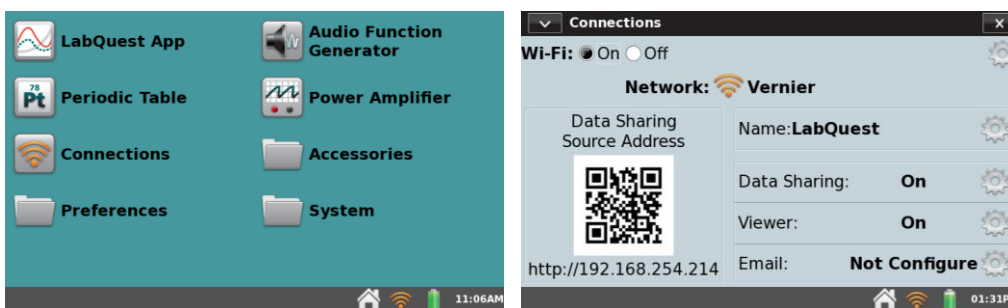 LabQuest App
Audio Function
Generator
78
Pt
Periodic Table
Power Amplifier
Connections
Accessories
Preferences
System
11:06AM
Connections
x
Wi-Fi: On Off
Network: Vernier
Data Sharing
Source Address
http://192.168.254.214
Name:LabQuest
Data Sharing: On
Viewer: On
Email: Not Configure
01:31